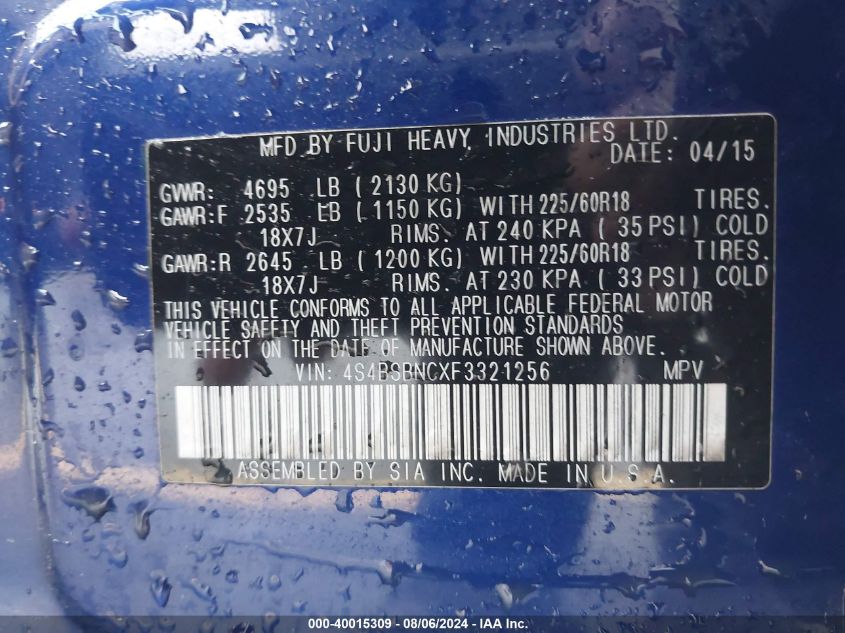 MFD BY FUJI HEAVY INDUSTRIES LTD.
DATE: 04/15
GVWR: 4695 LB ( 2130 KG)
GAWR:F 2535 LB ( 1150 KG) WITH 225/60R18 TIRES.
18X7J RIMS. AT 240 KPA ( 35 PSI ) COLD
GAWR:R 2645 LB ( 1200 KG) WITH 225/60R18 TIRES.
18X7J RIMS. AT 230 KPA ( 33 PSI ) COLD
THIS VEHICLE CONFORMS TO ALL APPLICABLE FEDERAL MOTOR
VEHICLE SAFETY AND THEFT PREVENTION STANDARDS
IN EFFECT ON THE DATE OF MANUFACTURE SHOWN ABOVE.
VIN: 4S4BSBNCXF3321256 MPV
ASSEMBLED BY SIA INC. MADE IN U.S.A.
000-40015309 - 08/06/2024 - IAA Inc.